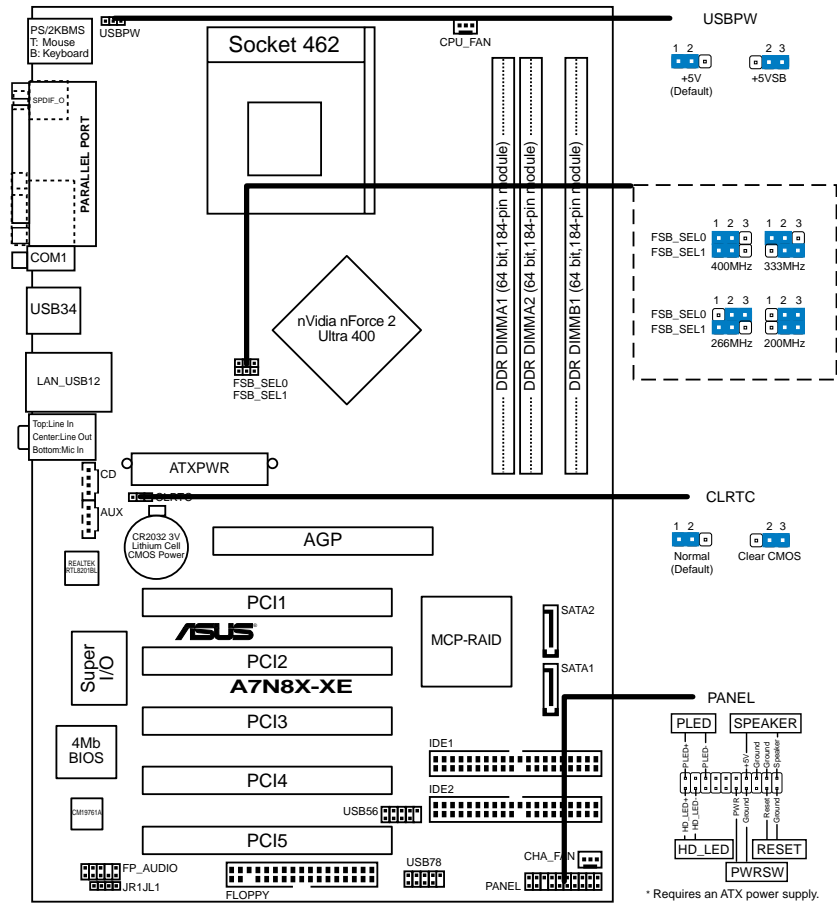 PS/2KBMS
T: Mouse
B: Keyboard
USBPW
Socket 462
CPU_FAN
USBPW
1 2
2 3
+5V
(Default)
+5VSB
SPDIF_O
PARALLEL PORT
COM1
USB34
LAN_USB12
Top:Line In
Center:Line Out
Bottom:Mic In
DDR DIMMA1 (64 bit,184-pin module)
DDR DIMMA2 (64 bit,184-pin module)
DDR DIMMB1 (64 bit,184-pin module)
nVidia nForce 2
Ultra 400
FSB_SEL0
FSB_SEL1
1 2 3
1 2 3
FSB_SEL0
FSB_SEL1
400MHz
333MHz
1 2 3
1 2 3
FSB_SEL0
FSB_SEL1
266MHz
200MHz
CD
AUX
ATXPWR
CLRTC
CLRTC
1 2
2 3
Normal
(Default)
Clear CMOS
CR2032 3V
Lithium Cell
CMOS Power
AGP
REALTEK
RTL8201BL
PCI1
ASUS®
PCI2
A7N8X-XE
PCI3
PCI4
PCI5
Super
I/O
4Mb
BIOS
CM19761A
MCP-RAID
SATA2
SATA1
IDE1
IDE2
USB56
USB78
CHA_FAN
PANEL
FP_AUDIO
JR1JL1
FLOPPY
PANEL
PLED
SPEAKER
PLED+
PLED-
+5V
Ground
Ground
Speaker
HD_LED+
HD_LED-
PWR
Ground
Reset
Ground
HD_LED
RESET
PWRSW
* Requires an ATX power supply.